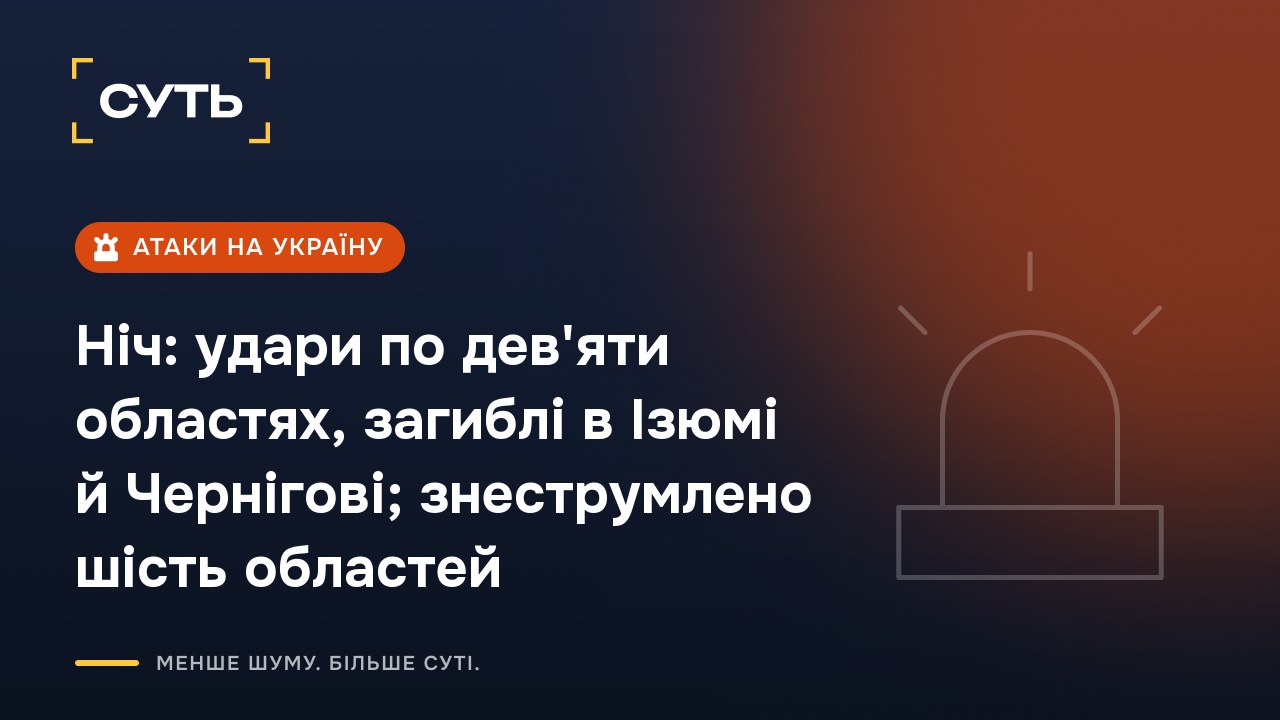 СУТЬ
АТАКИ НА УКРАЇНУ
Ніч: удари по дев'яти
областях, загиблі в Ізюмі
й Чернігові; знеструмлено
шість областей
МЕНШЕ ШУМУ. БІЛЬШЕ СУТІ.